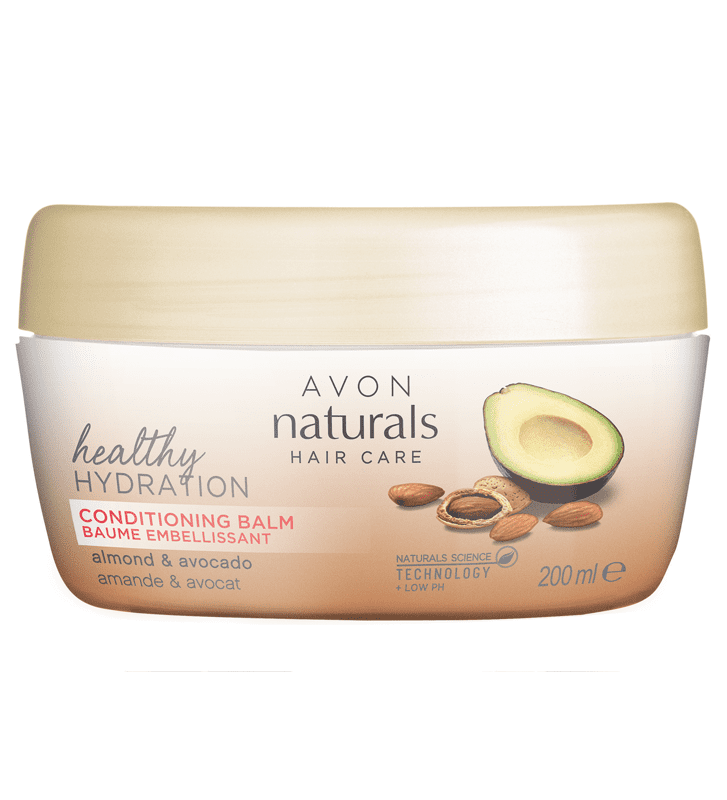 AVON
naturals
HAIR CARE
healthy
HYDRATION
CONDITIONING BALM
BAUME EMBELLISSANT
almond & avocado
amande & avocat
NATURALS SCIENCE
TECHNOLOGY
+ LOW PH
200 ml ℮